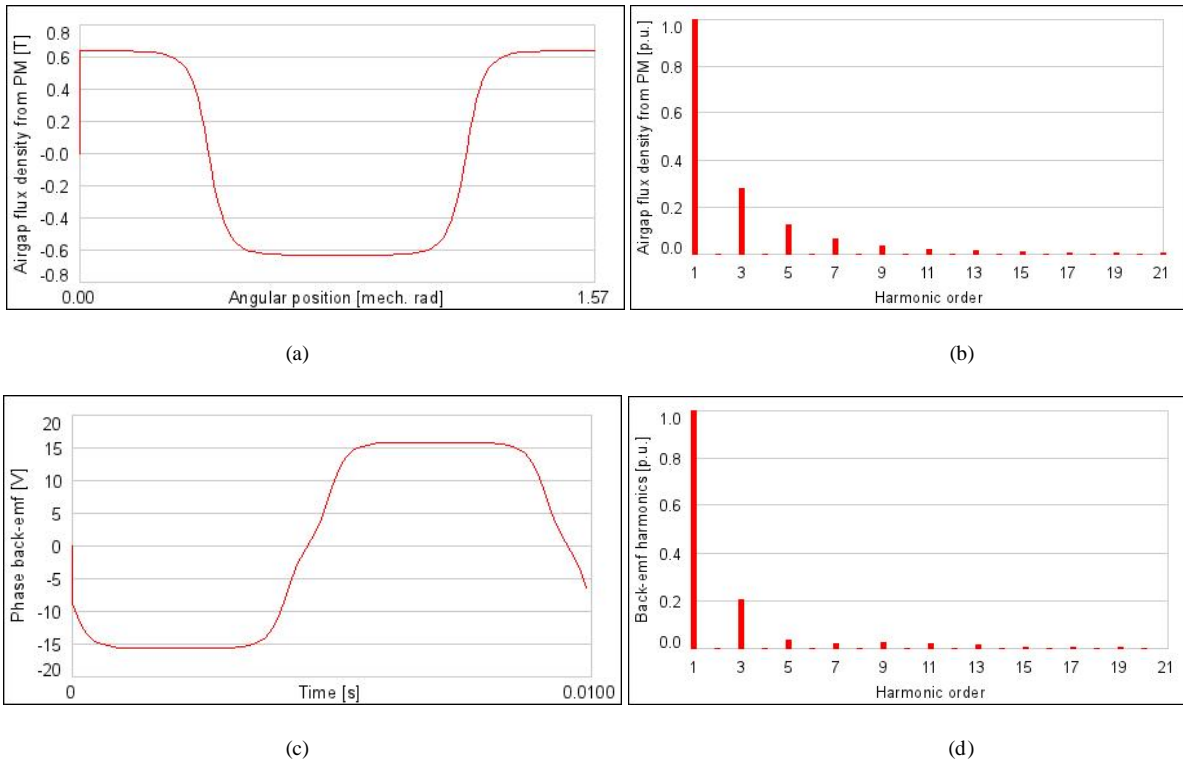 Airgap flux density from PM [T]
0.8
0.6
0.4
0.2
-0.0
-0.2
-0.4
-0.6
-0.8
0.00
Angular position [mech. rad]
1.57
(a)
Airgap flux density from PM [p.u.]
1.0
0.8
0.6
0.4
0.2
0.0
1 3 5 7 9 11 13 15 17 19 21
Harmonic order
(b)
Phase back-emf [V]
20
15
10
5
0
-5
-10
-15
-20
0
Time [s]
0.0100
(c)
Back-emf harmonics [p.u.]
1.0
0.8
0.6
0.4
0.2
0.0
1 3 5 7 9 11 13 15 17 19 21
Harmonic order
(d)